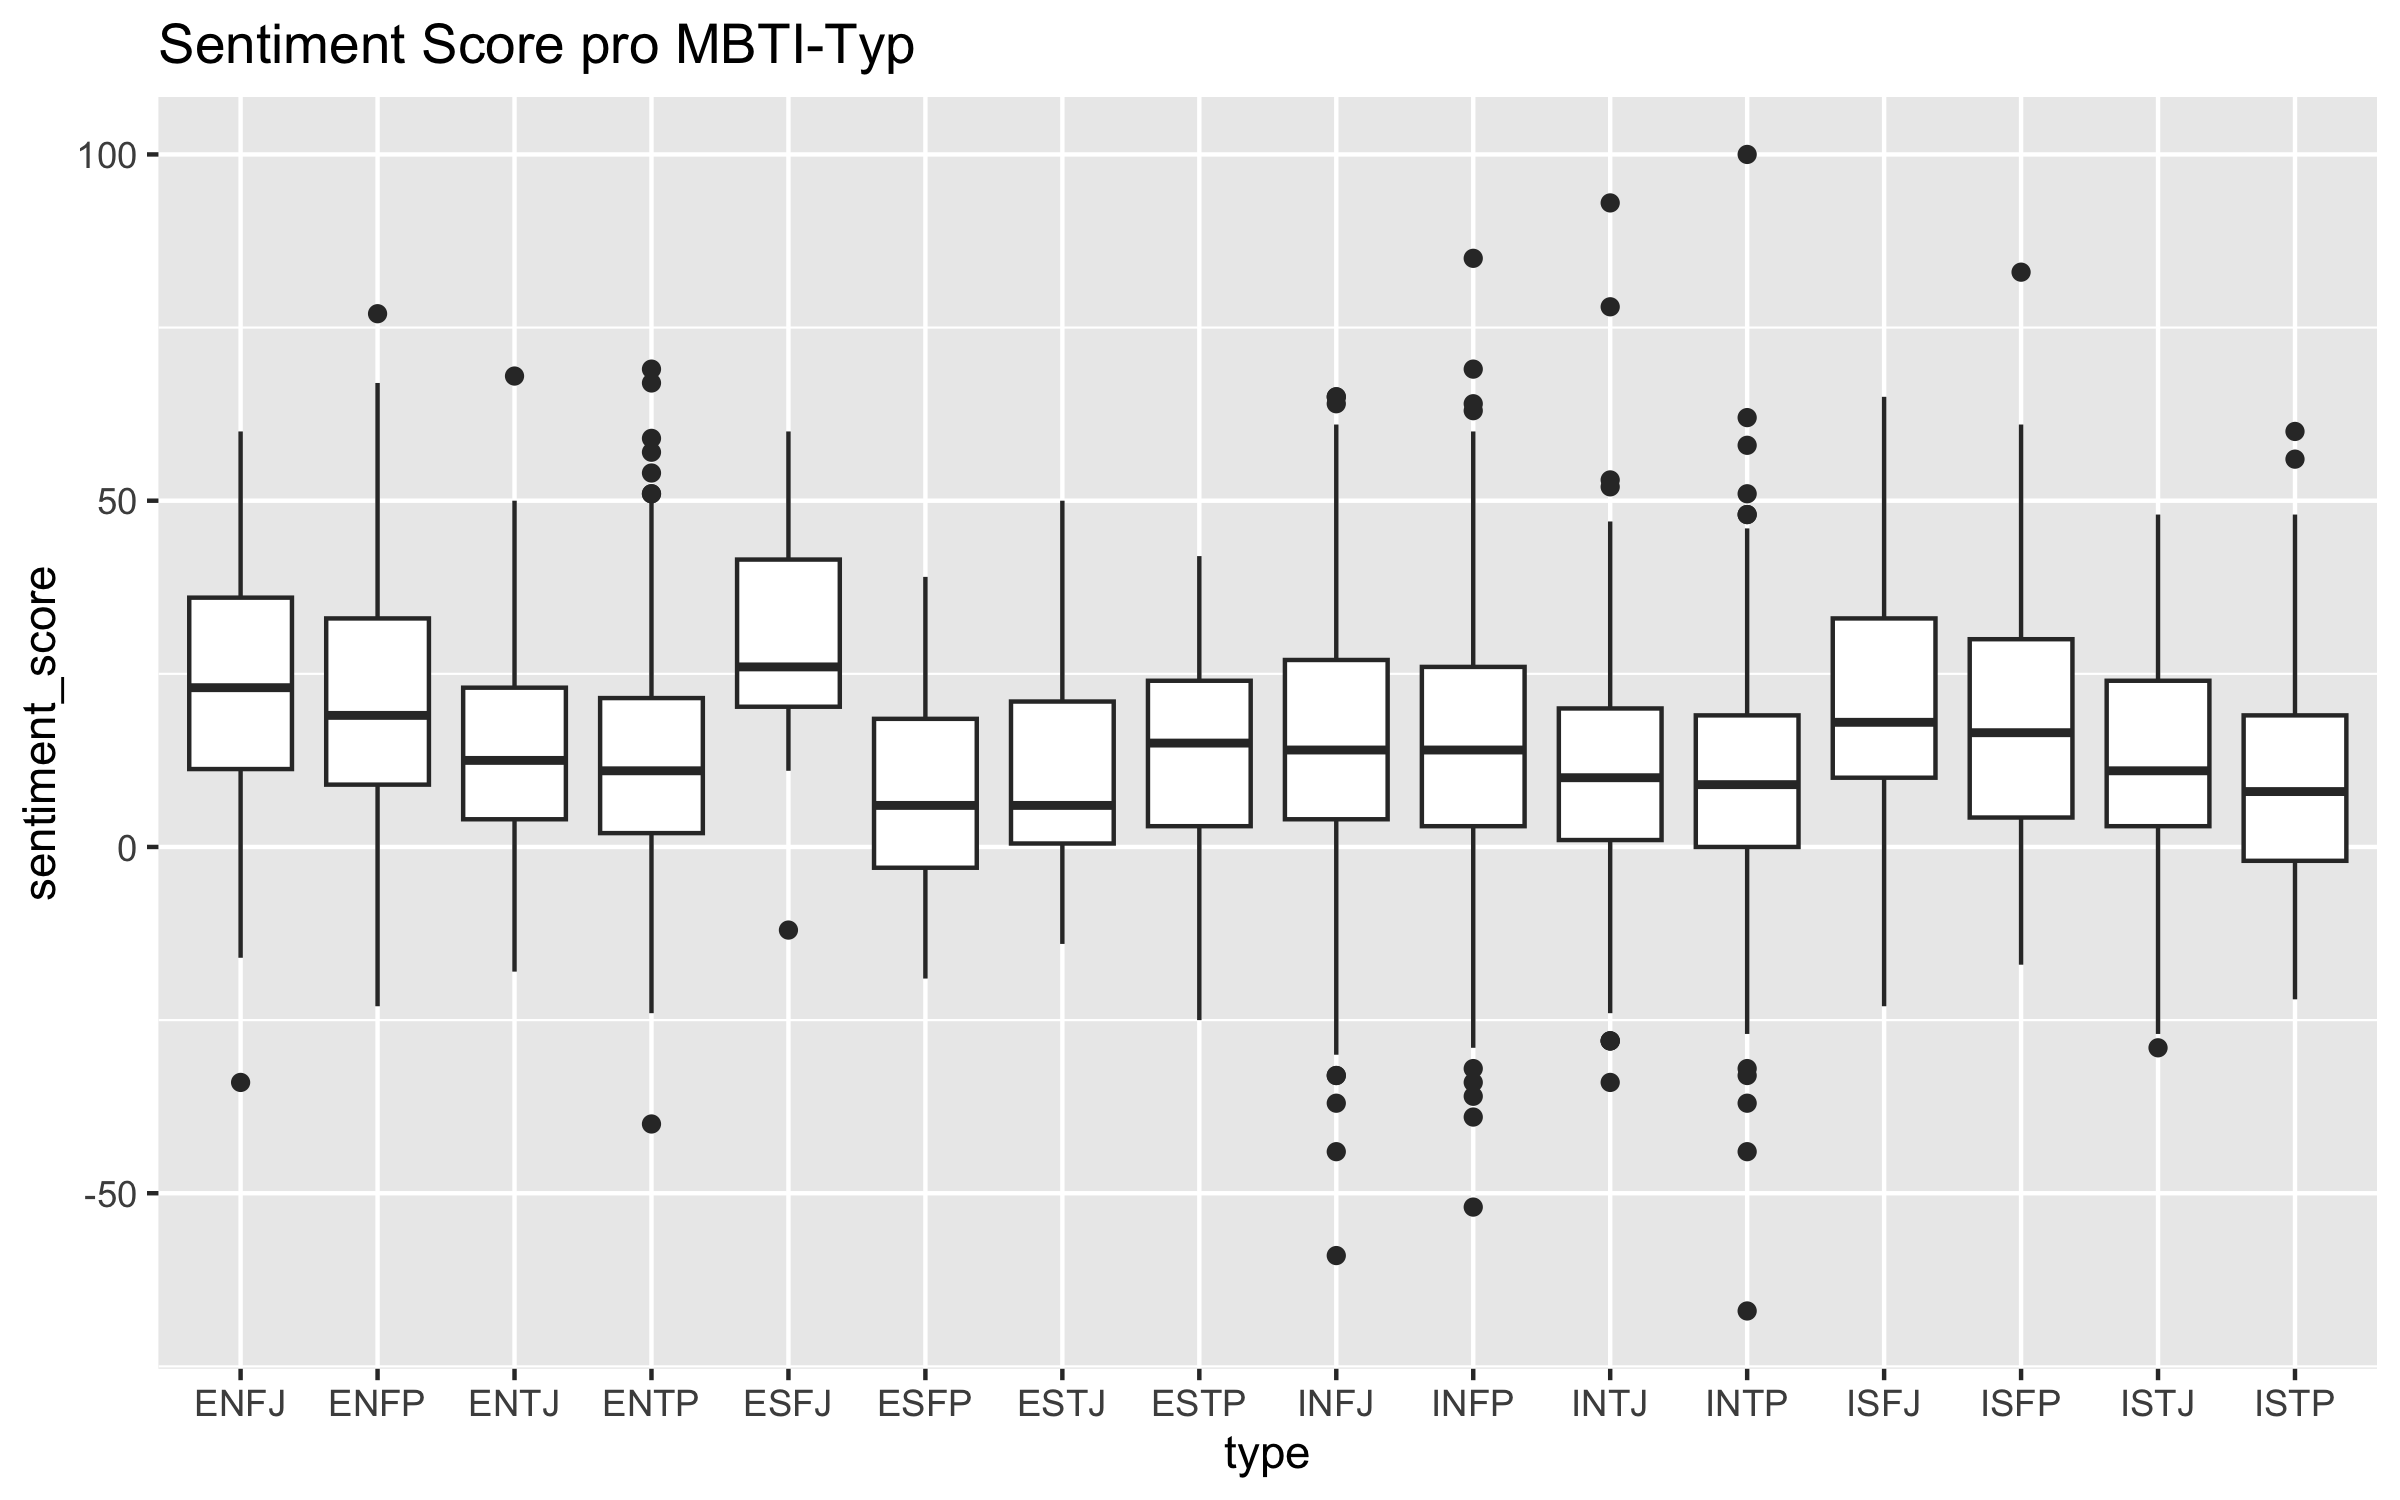 Sentiment Score pro MBTI-Typ
100
50
0
-50
sentiment_score
ENFJ ENFP ENTJ ENTP ESFJ ESFP ESTJ ESTP INFJ INFP INTJ INTP ISFJ ISFP ISTJ ISTP
type